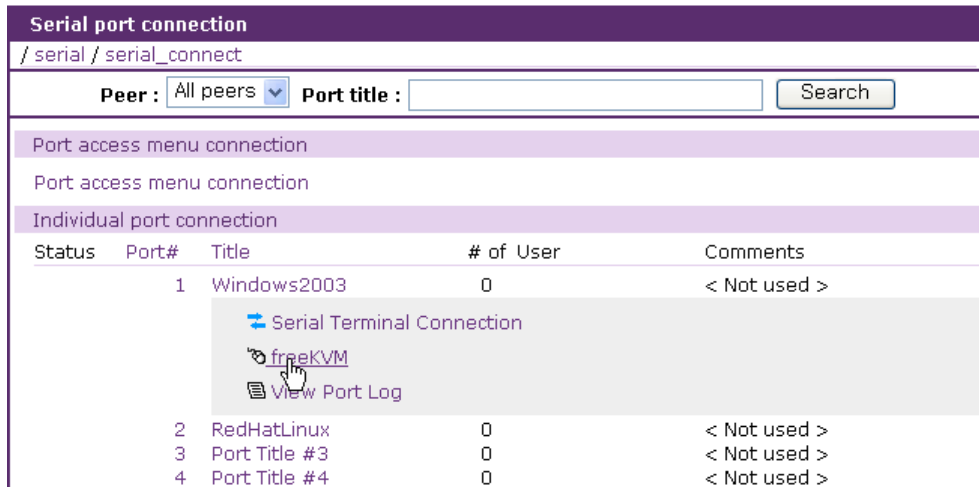 Serial port connection
/ serial / serial_connect
Peer : All peers Port title : Search
Port access menu connection
Port access menu connection
Individual port connection
Status Port# Title # of User Comments
1 Windows2003 0 < Not used >
Serial Terminal Connection
freeKVM
View Port Log
2 RedHatLinux 0 < Not used >
3 Port Title #3 0 < Not used >
4 Port Title #4 0 < Not used >